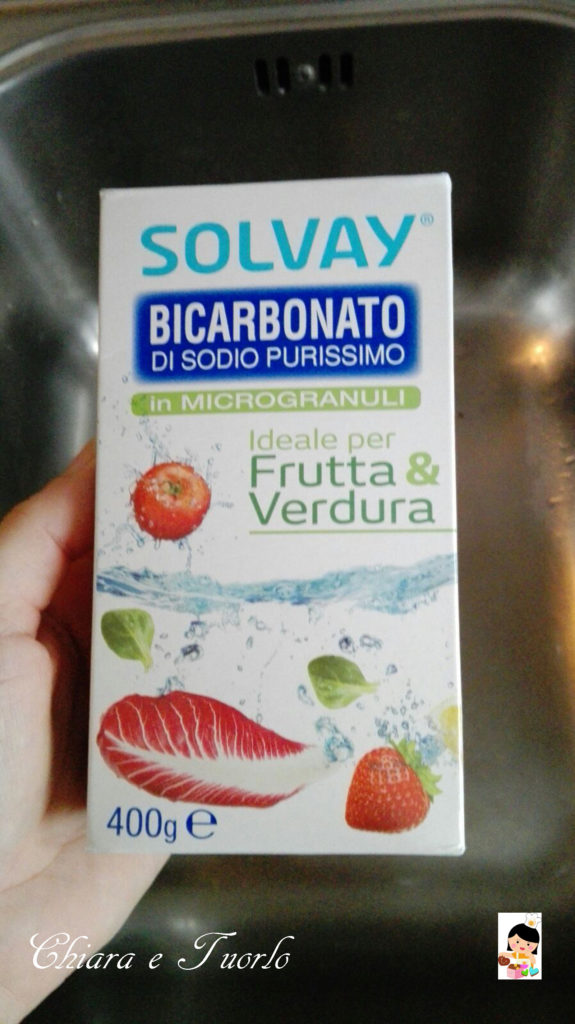 SOLVAY®
BICARBONATO
DI SODIO PURISSIMO
in MICROGRANULI
Ideale per
Frutta &
Verdura
400g e
Chiara e Tuorlo